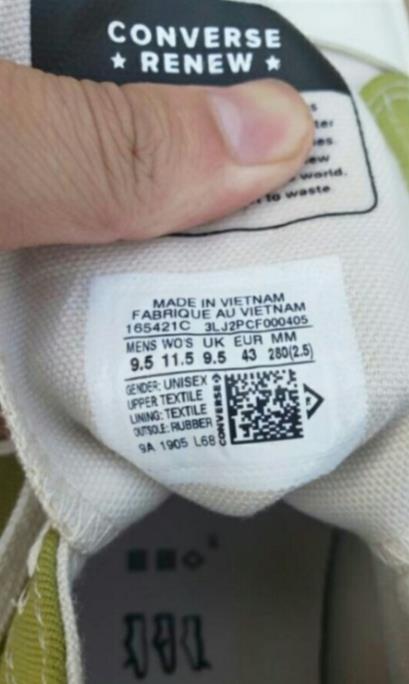 CONVERSE
★ RENEW ★
world.
to waste
MADE IN VIETNAM
FABRIQUE AU VIETNAM
165421C 3LJ2PCF000405
MENS WO'S UK EUR MM
9.5 11.5 9.5 43 280(2.5)
GENDER: UNISEX
UPPER TEXTILE
LINING: TEXTILE
OUTSOLE: RUBBER
9A 1905 L68
CONVERSE